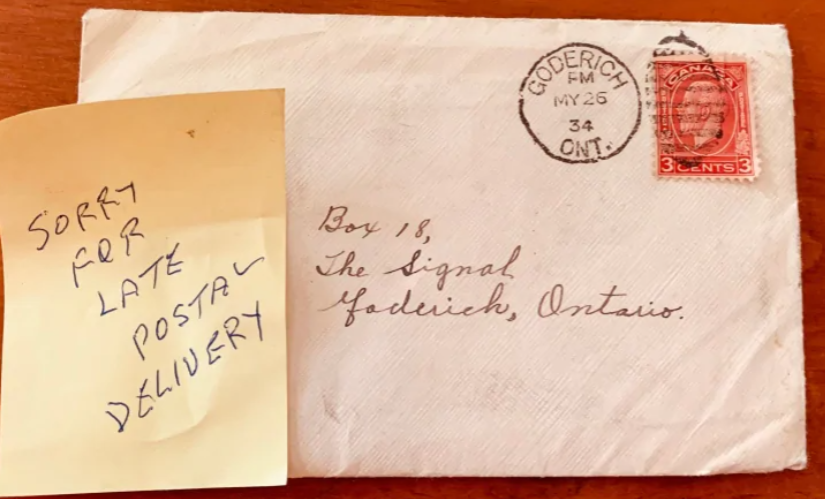 GODERICH
PM
MY 26
34
ONT.
CANADA
3 CENTS 3
SORRY
FOR
LATE
POSTAL
DELIVERY
Box 18,
The Signal
Goderich, Ontario.